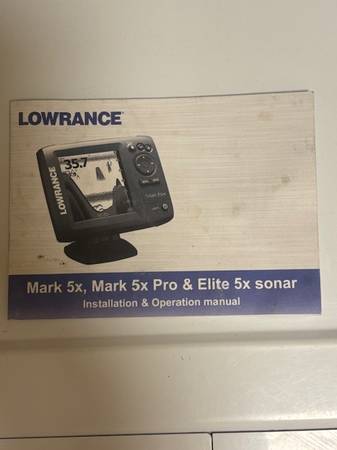 LOWRANCE
35.7
LOWRANCE
Mark 5x, Mark 5x Pro & Elite 5x sonar
Installation & Operation manual